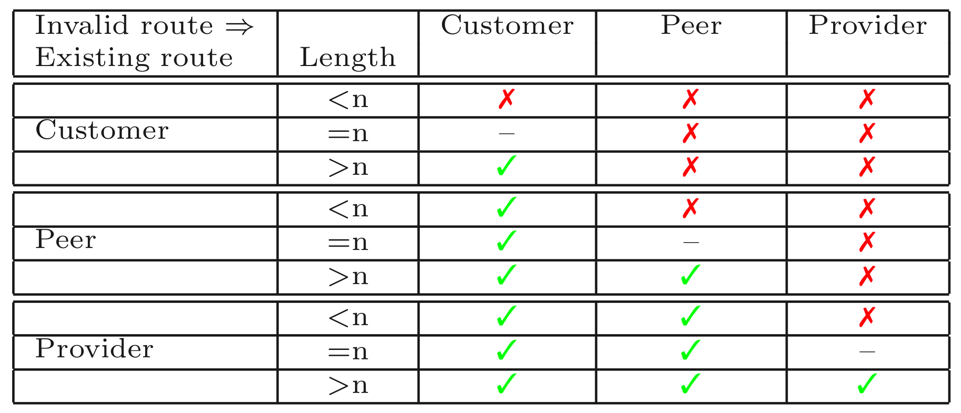 Invalid route ⇒ Customer Peer Provider
Existing route Length
<n ✗ ✗ ✗
Customer =n – ✗ ✗
>n ✓ ✗ ✗
<n ✓ ✗ ✗
Peer =n ✓ – ✗
>n ✓ ✓ ✗
<n ✓ ✓ ✗
Provider =n ✓ ✓ –
>n ✓ ✓ ✓